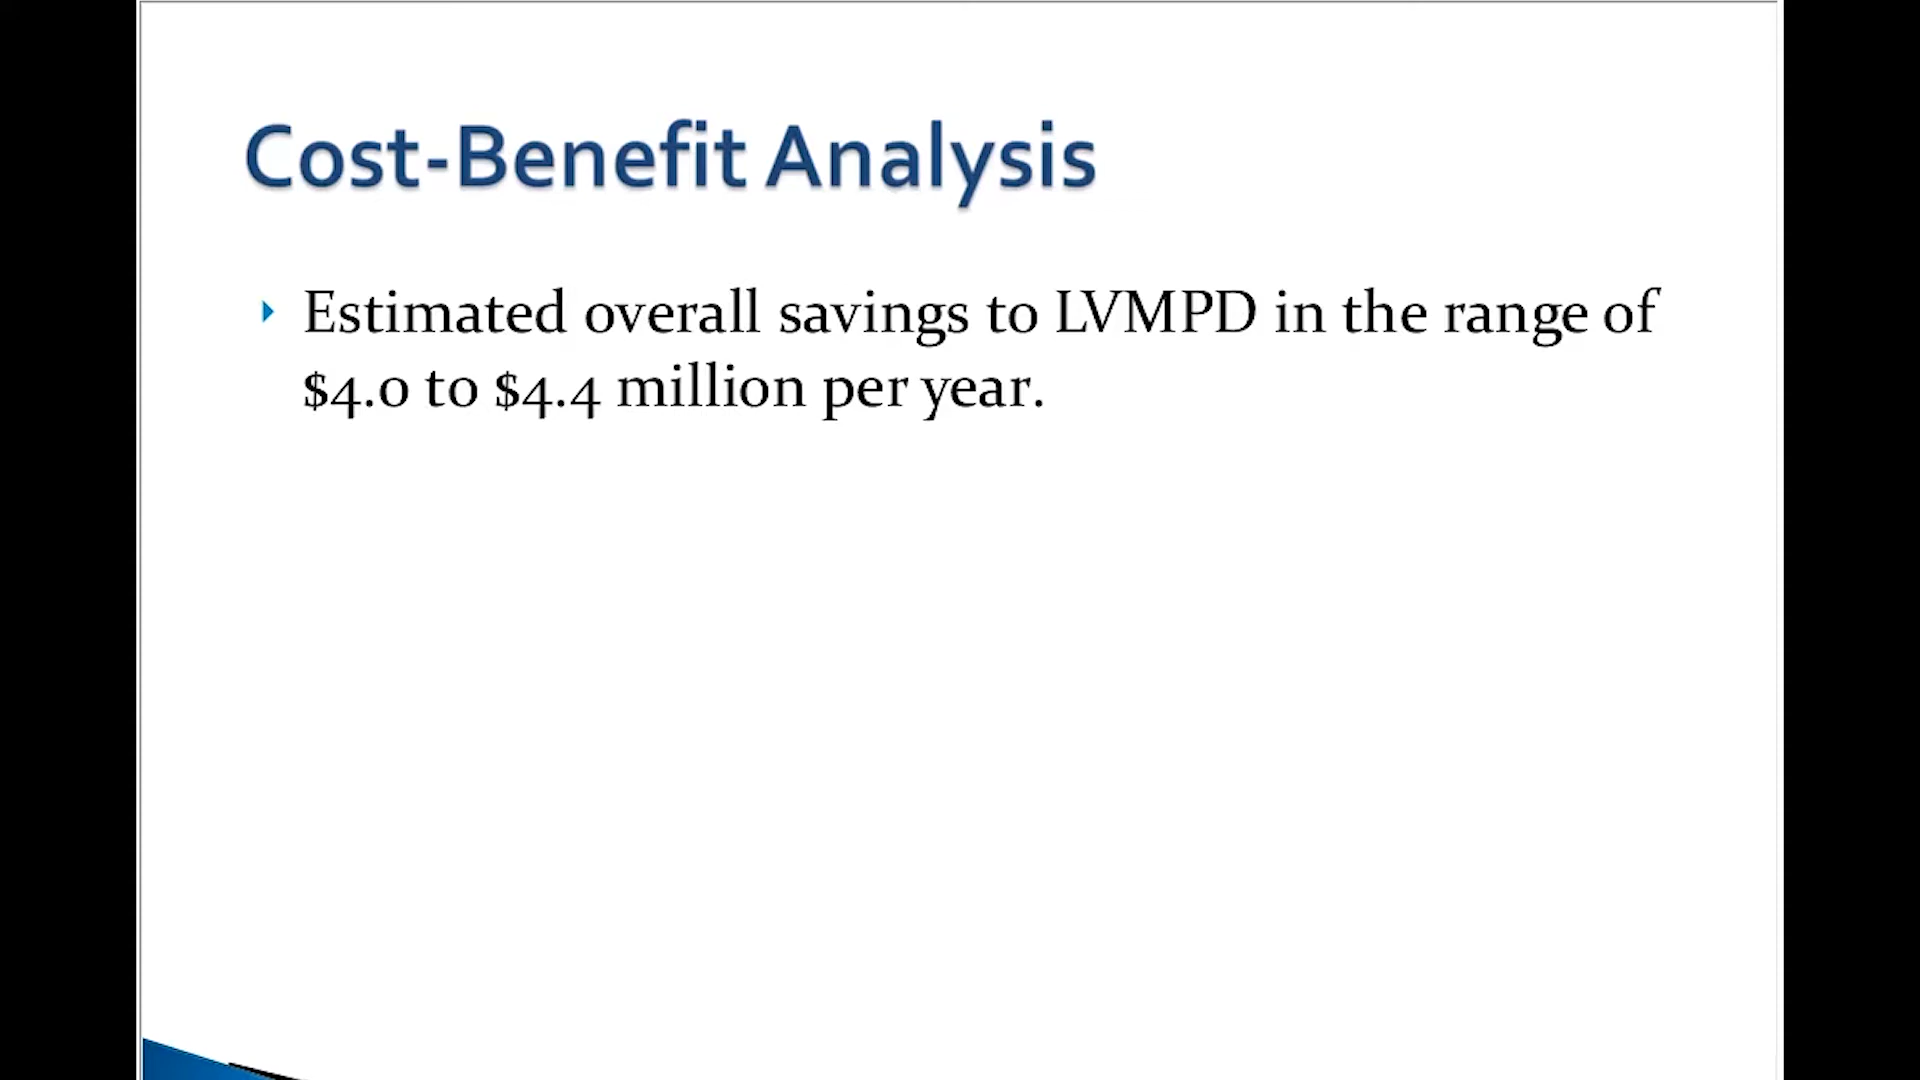 Cost-Benefit Analysis
Estimated overall savings to LVMPD in the range of
$4.0 to $4.4 million per year.